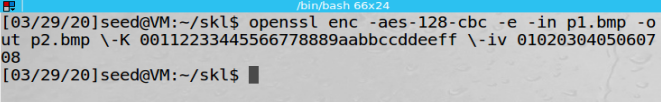 /bin/bash 66x24
[03/29/20]seed@VM:~/skl$ openssl enc -aes-128-cbc -e -in p1.bmp -o
ut p2.bmp \-K 00112233445566778889aabbccddeeff \-iv 01020304050607
08
[03/29/20]seed@VM:~/skl$